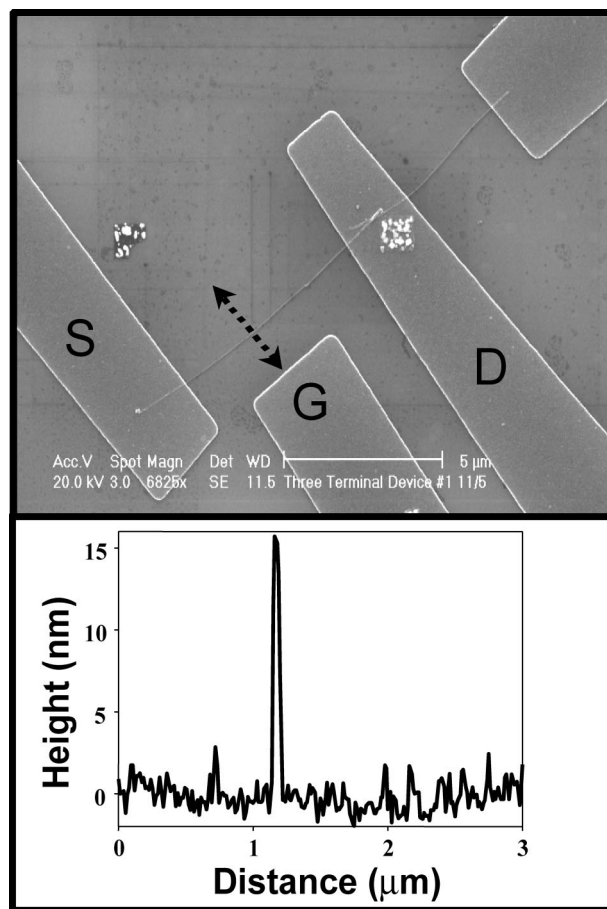 S
G
D
Acc.V Spot Magn Det WD 5 μm
20.0 kV 3.0 6825x SE 11.5 Three Terminal Device #1 11/5
Height (nm)
15
10
5
0
0 1 2 3
Distance (μm)